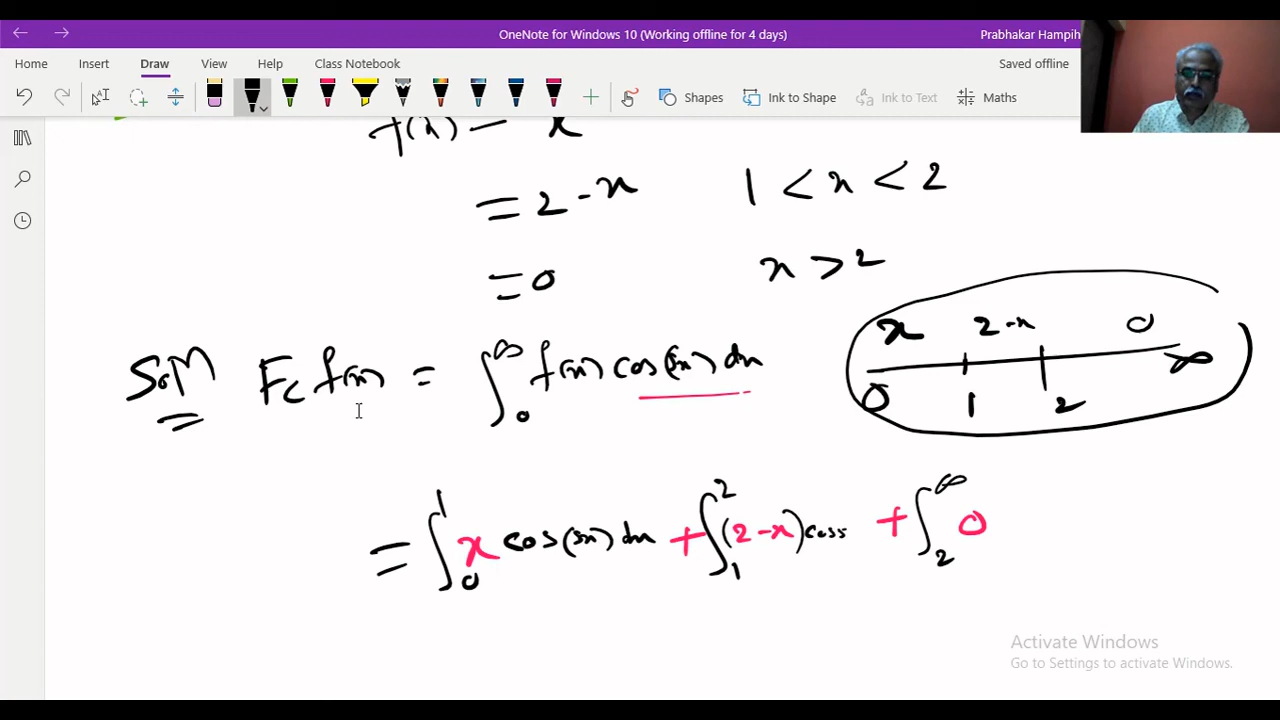 OneNote for Windows 10 (Working offline for 4 days) Prabhakar Hampih
Home Insert Draw View Help Class Notebook Saved offline
Shapes Ink to Shape Ink to Text Maths
f(x) = x
= 2 - x 1 < x < 2
= 0 x > 2
x 2-x 0
0 1 2 ∞
Solⁿ Fc f(x) = ∫₀^∞ f(x) cos(sx) dx
= ∫₀¹ x cos(sx) dx + ∫₁² (2-x) coss + ∫₂^∞ 0
Activate Windows
Go to Settings to activate Windows.